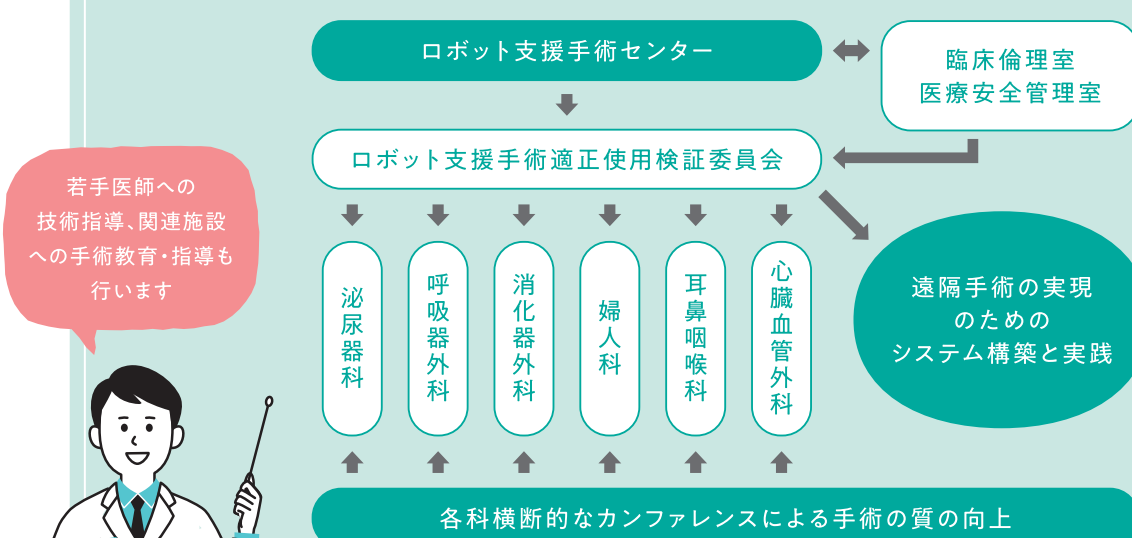 ロボット支援手術センター
臨床倫理室
医療安全管理室
ロボット支援手術適正使用検証委員会
若手医師への
技術指導、関連施設
への手術教育・指導も
行います
泌尿器科
呼吸器外科
消化器外科
婦人科
耳鼻咽喉科
心臓血管外科
遠隔手術の実現
のための
システム構築と実践
各科横断的なカンファレンスによる手術の質の向上